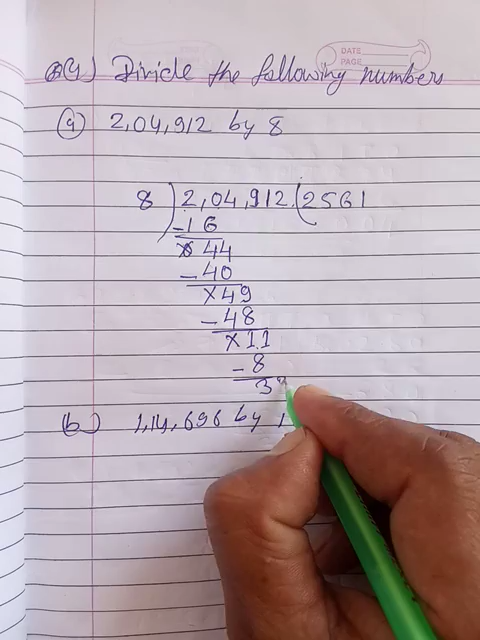 DATE
PAGE
Q4) Divide the following numbers
(a) 2,04,912 by 8
8 ) 2,04,912 ( 2561
-16
× 44
- 40
× 49
- 48
× 11
- 8
3
(b) 1,14,696 by 1